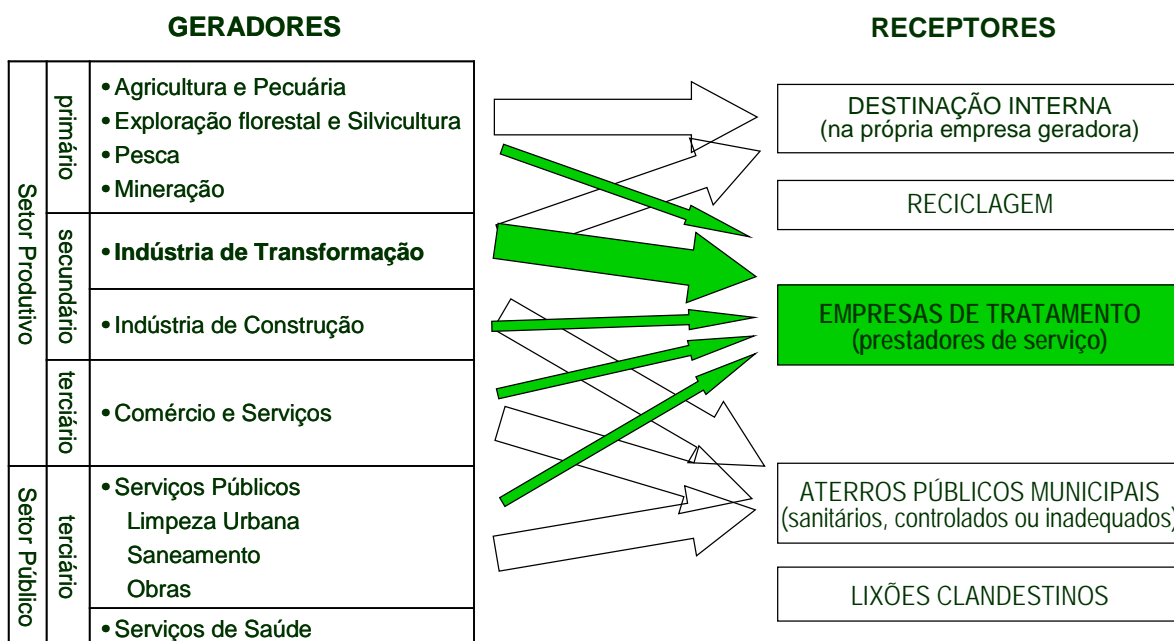 GERADORES
RECEPTORES
Setor Produtivo
primário
• Agricultura e Pecuária
• Exploração florestal e Silvicultura
• Pesca
• Mineração
secundário
• Indústria de Transformação
• Indústria de Construção
terciário
• Comércio e Serviços
Setor Público
terciário
• Serviços Públicos
Limpeza Urbana
Saneamento
Obras
• Serviços de Saúde
DESTINAÇÃO INTERNA
(na própria empresa geradora)
RECICLAGEM
EMPRESAS DE TRATAMENTO
(prestadores de serviço)
ATERROS PÚBLICOS MUNICIPAIS
(sanitários, controlados ou inadequados)
LIXÕES CLANDESTINOS